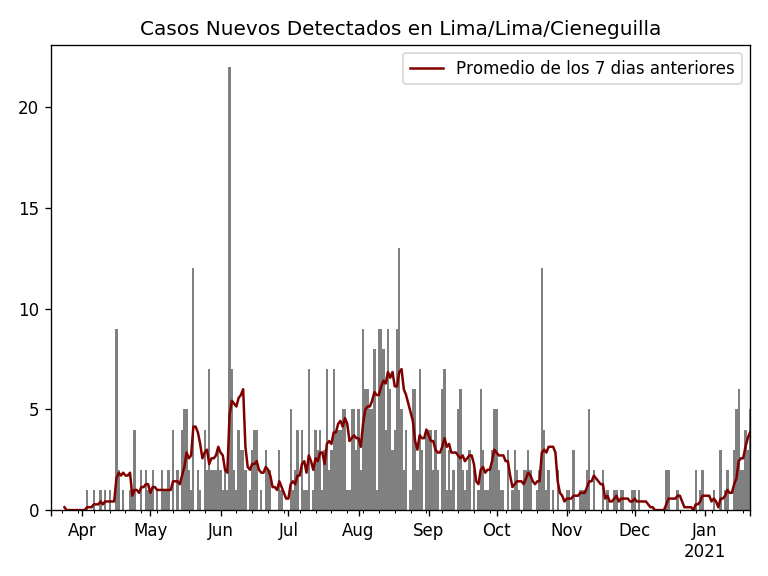 Casos Nuevos Detectados en Lima/Lima/Cieneguilla
Promedio de los 7 dias anteriores
20
15
10
5
0
Apr May Jun Jul Aug Sep Oct Nov Dec Jan
2021